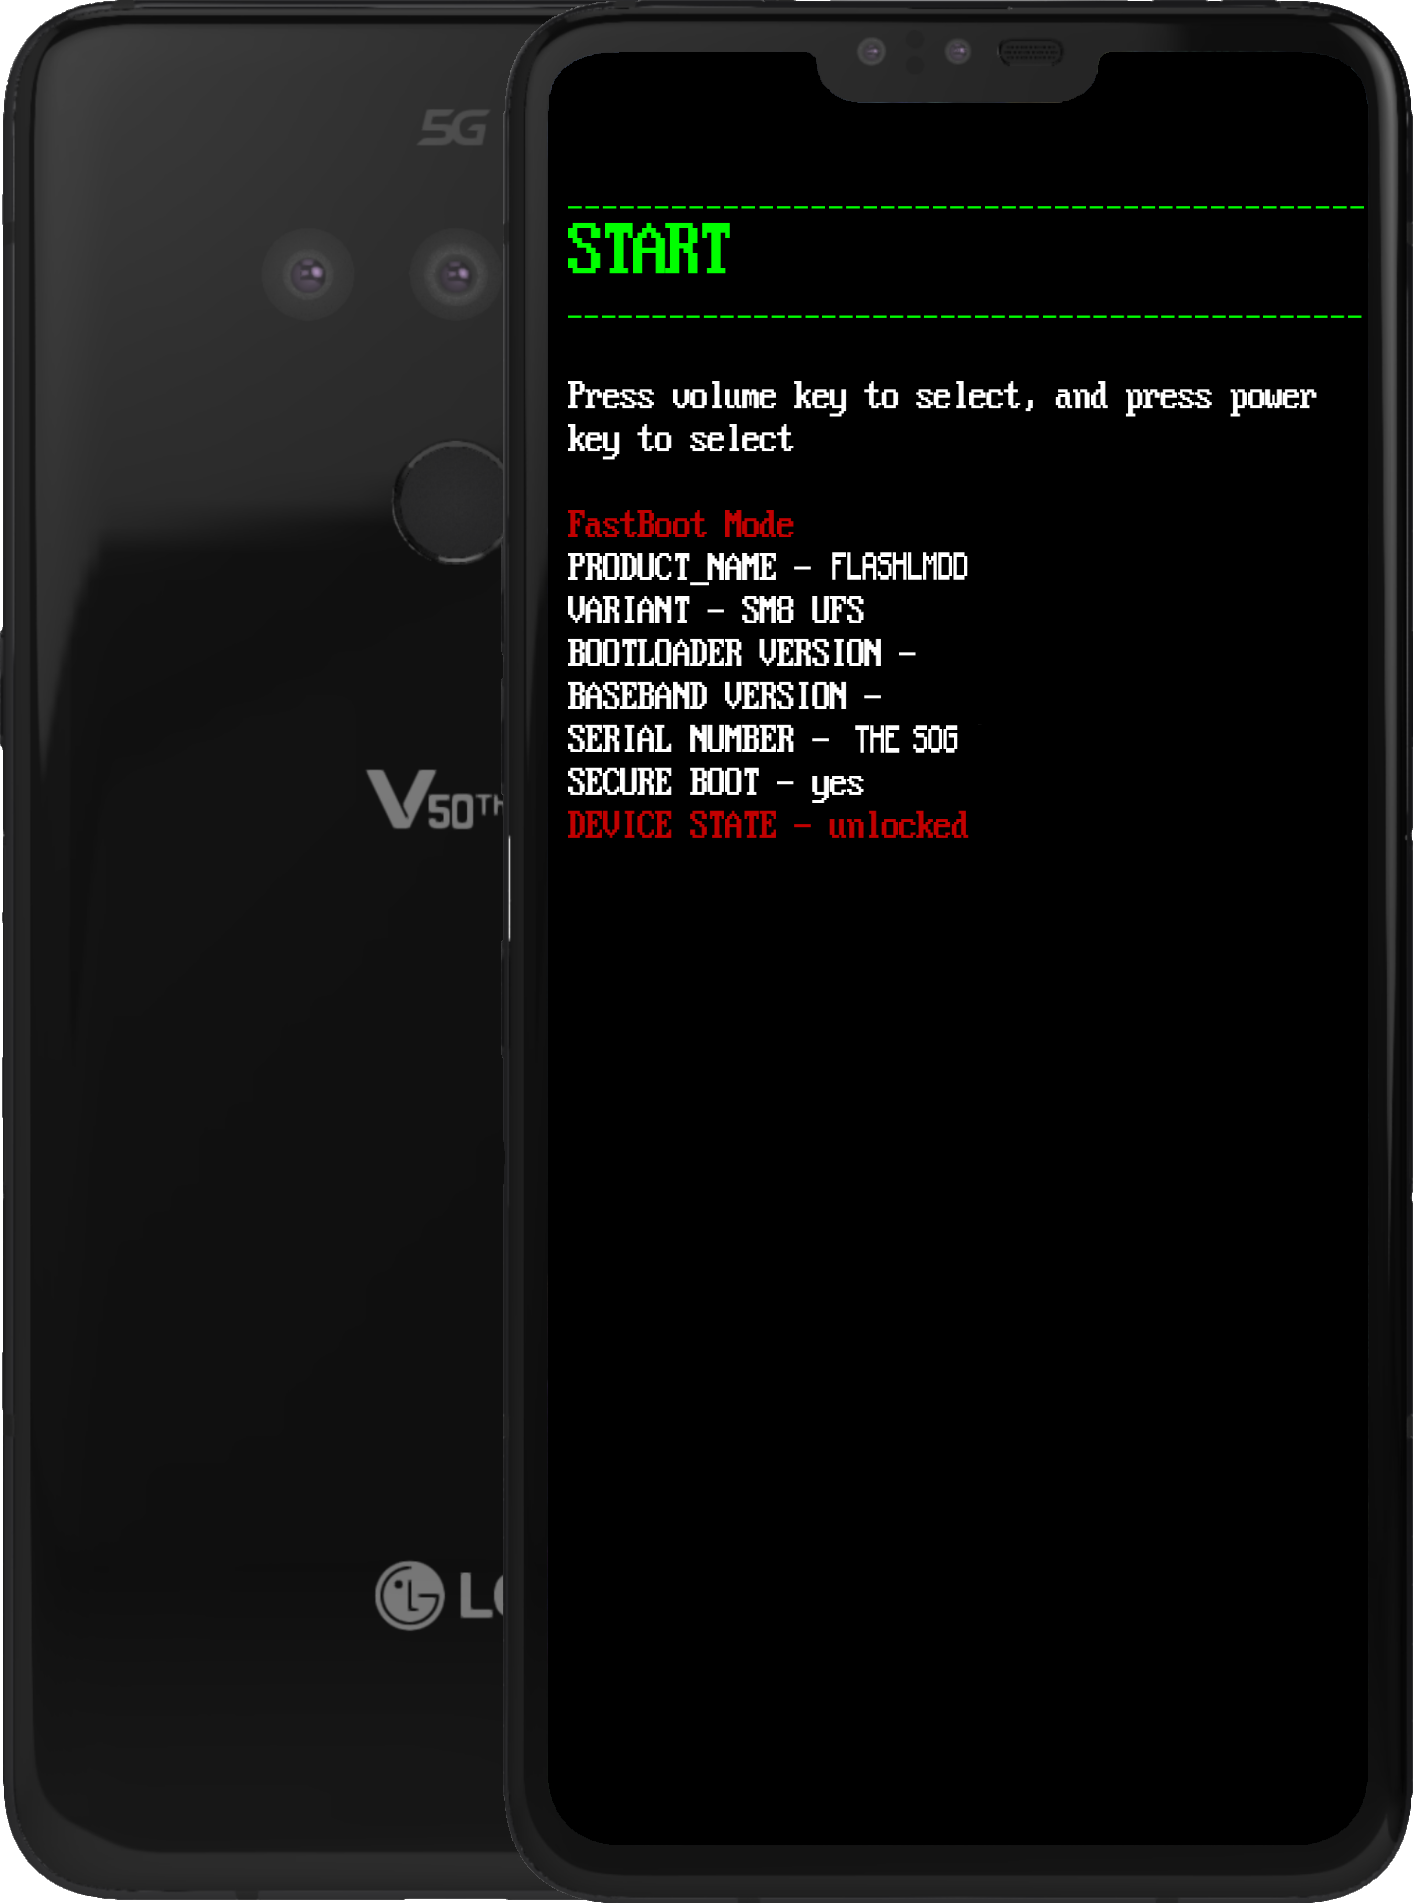 5G
V50TH
LG
START
Press volume key to select, and press power
key to select
FastBoot Mode
PRODUCT_NAME - FLASHLMDD
VARIANT - SM8 UFS
BOOTLOADER VERSION -
BASEBAND VERSION -
SERIAL NUMBER - THE SOG
SECURE BOOT - yes
DEVICE STATE - unlocked